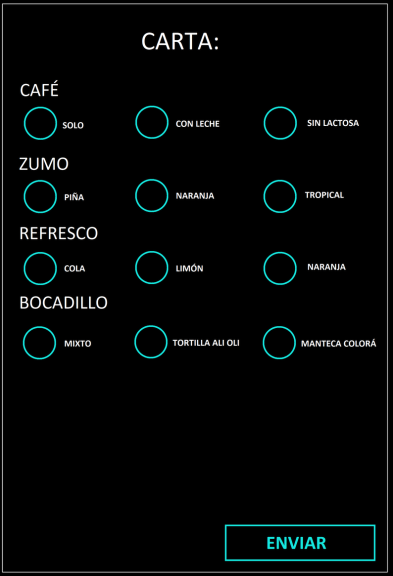 CARTA:
CAFÉ
SOLO CON LECHE SIN LACTOSA
ZUMO
PIÑA NARANJA TROPICAL
REFRESCO
COLA LIMÓN NARANJA
BOCADILLO
MIXTO TORTILLA ALI OLI MANTECA COLORÁ
ENVIAR